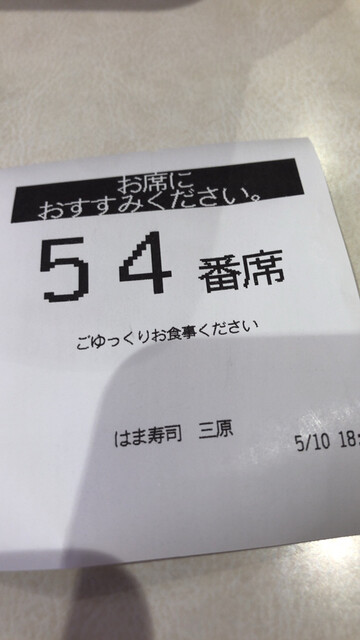 お席に
おすすみください。
54 番席
ごゆっくりお食事ください
はま寿司 三原
5/10 18: